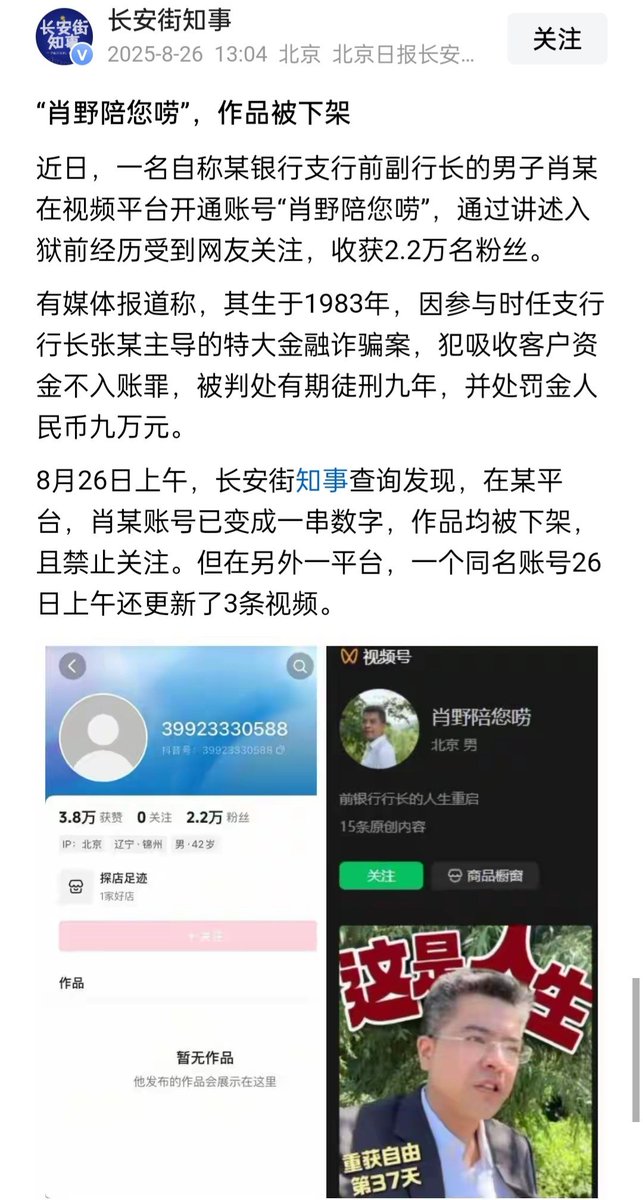 长安街知事
2025-8-26 13:04 北京 北京日报长安...
关注
“肖野陪您唠”，作品被下架
近日，一名自称某银行支行前副行长的男子肖某
在视频平台开通账号“肖野陪您唠”，通过讲述入
狱前经历受到网友关注，收获2.2万名粉丝。
有媒体报道称，其生于1983年，因参与时任支行
行长张某主导的特大金融诈骗案，犯吸收客户资
金不入账罪，被判处有期徒刑九年，并处罚金人
民币九万元。
8月26日上午，长安街知事查询发现，在某平
台，肖某账号已变成一串数字，作品均被下架，
且禁止关注。但在另外一平台，一个同名账号26
日上午还更新了3条视频。
39923330588
抖音号：39923330588
3.8万 获赞 0 关注 2.2万 粉丝
IP：北京 辽宁·锦州 男·42岁
探店足迹
1家好店
+ 关注
作品
暂无作品
他发布的作品会展示在这里
视频号
肖野陪您唠
北京 男
前银行行长的人生重启
15条原创内容
关注 商品橱窗
这是人生
重获自由
第37天